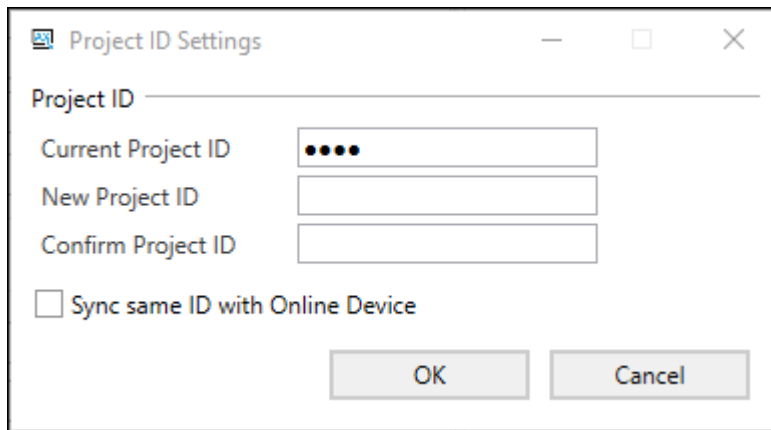 Project ID Settings
Project ID
Current Project ID ●●●●
New Project ID
Confirm Project ID
Sync same ID with Online Device
OK Cancel